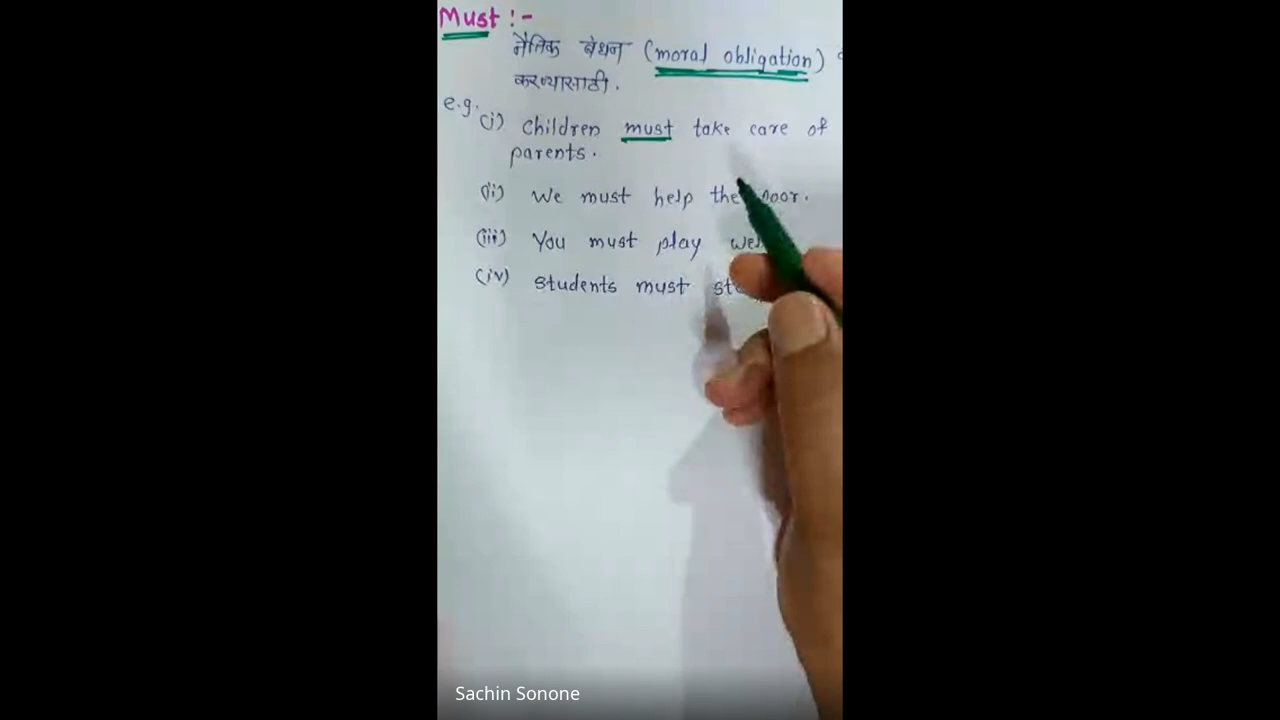 Must :-
नैतिक बंधन (moral obligation)
करण्यासाठी.
e.g. (i) Children must take care of
parents.
(ii) We must help the poor.
(iii) You must play
(iv) Students must
Sachin Sonone